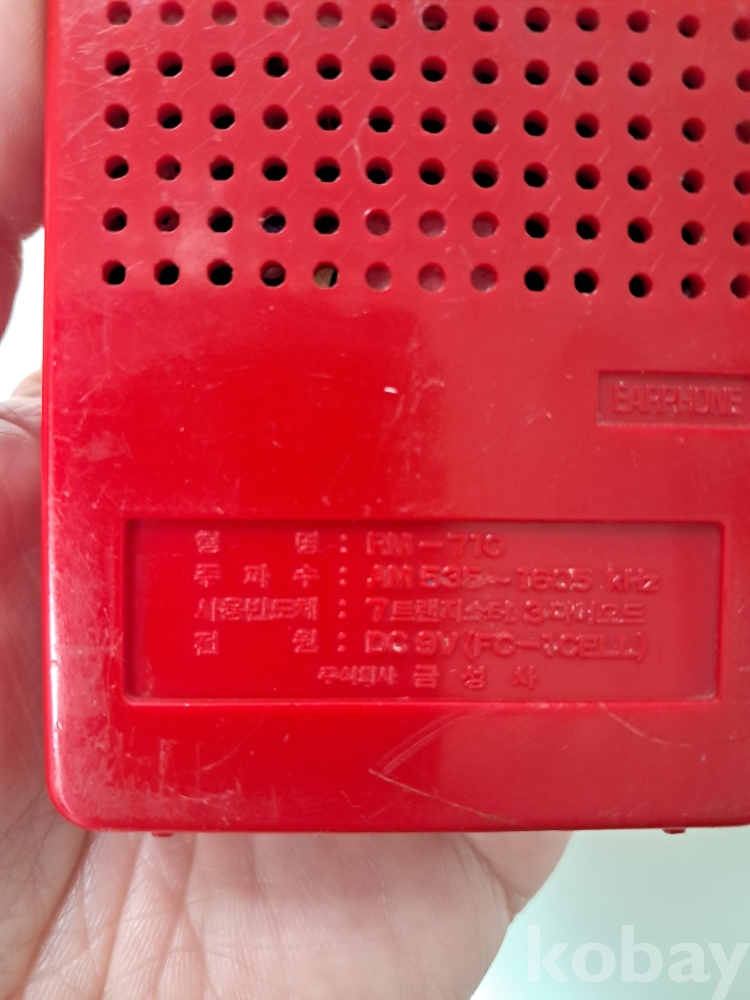 EARPHONE
형 명 : RM-710
주 파 수 : AM 535~1605 kHz
사용반도체 : 7트랜지스터, 3다이오드
전 원 : DC 9V (FC-1CELL)
주식회사 금 성 사
kobay